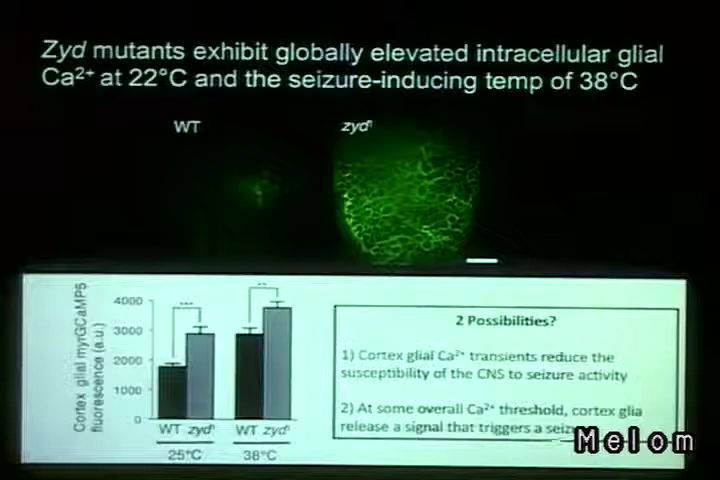 Zyd mutants exhibit globally elevated intracellular glial
Ca²⁺ at 22°C and the seizure-inducing temp of 38°C
WT
zyd¹
Cortex glial myrGCaMP5
fluorescence (a.u.)
4000
3000
2000
1000
0
***
**
WT zyd¹ WT zyd¹
25°C 38°C
2 Possibilities?
1) Cortex glial Ca²⁺ transients reduce the
susceptibility of the CNS to seizure activity
2) At some overall Ca²⁺ threshold, cortex glia
release a signal that triggers a
Melom